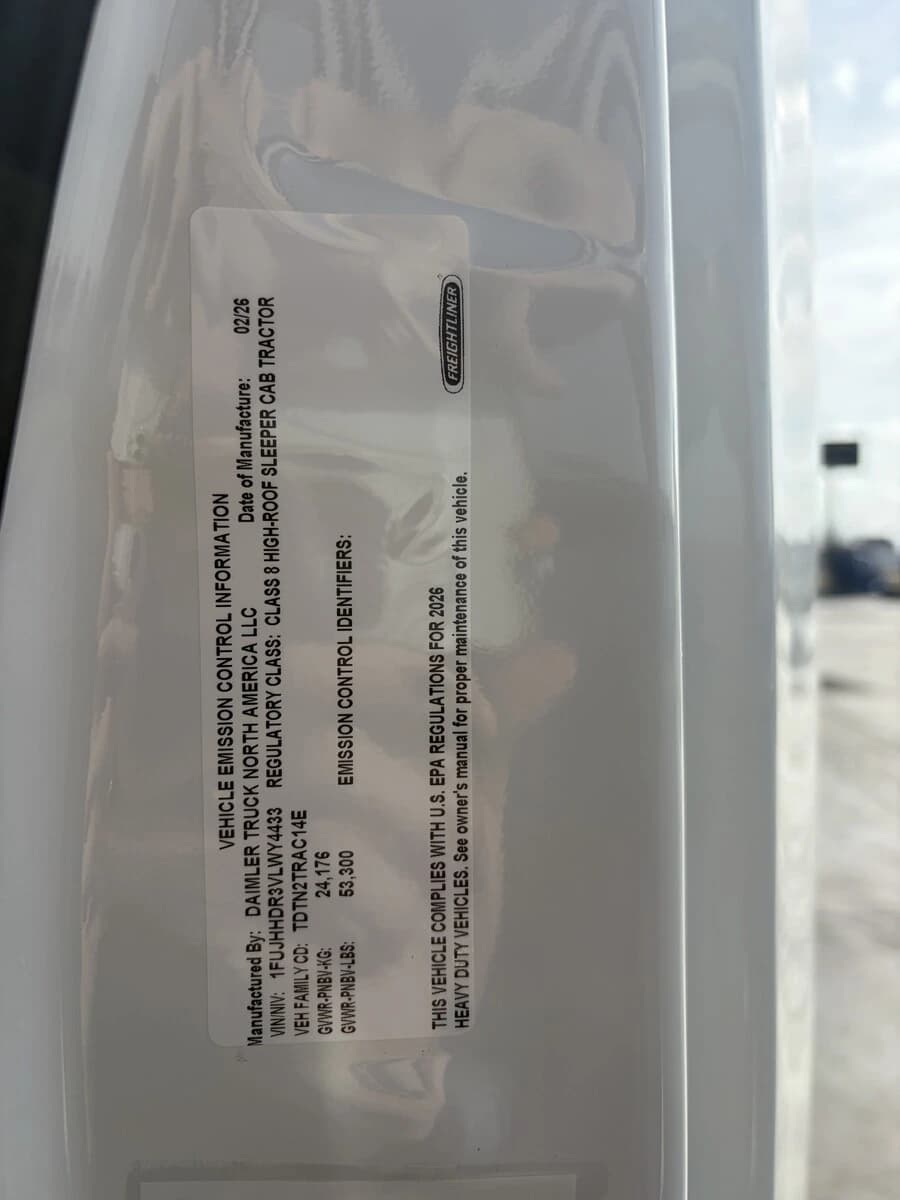 VEHICLE EMISSION CONTROL INFORMATION
Manufactured By: DAIMLER TRUCK NORTH AMERICA LLC Date of Manufacture: 02/26
VIN/NIV: 1FUJHHDR3VLWY4433 REGULATORY CLASS: CLASS 8 HIGH-ROOF SLEEPER CAB TRACTOR
VEH FAMILY CD: TDTN2TRAC14E
GVWR-PNBV-KG: 24,176
GVWR-PNBV-LBS: 53,300 EMISSION CONTROL IDENTIFIERS:
THIS VEHICLE COMPLIES WITH U.S. EPA REGULATIONS FOR 2026
HEAVY DUTY VEHICLES. See owner's manual for proper maintenance of this vehicle.
FREIGHTLINER